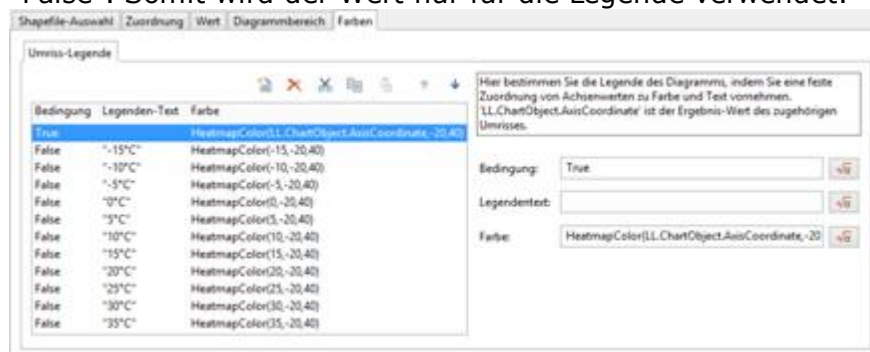 "False". Somit wird der Wert nur für die Legende verwendet.
Shapefile-Auswahl Zuordnung Wert Diagrammbereich Farben
Umriss-Legende
Hier bestimmen Sie die Legende des Diagramms, indem Sie eine feste
Zuordnung von Achsenwerten zu Farbe und Text vornehmen.
'LL.ChartObject.AxisCoordinate' ist der Ergebnis-Wert des zugehörigen
Umrisses.
Bedingung Legenden-Text Farbe
True HeatmapColor(LL.ChartObject.AxisCoordinate,-20,40)
False "-15°C" HeatmapColor(-15,-20,40)
False "-10°C" HeatmapColor(-10,-20,40)
False "-5°C" HeatmapColor(-5,-20,40)
False "0°C" HeatmapColor(0,-20,40)
False "5°C" HeatmapColor(5,-20,40)
False "10°C" HeatmapColor(10,-20,40)
False "15°C" HeatmapColor(15,-20,40)
False "20°C" HeatmapColor(20,-20,40)
False "25°C" HeatmapColor(25,-20,40)
False "30°C" HeatmapColor(30,-20,40)
False "35°C" HeatmapColor(35,-20,40)
Bedingung: True
Legendentext:
Farbe: HeatmapColor(LL.ChartObject.AxisCoordinate,-20